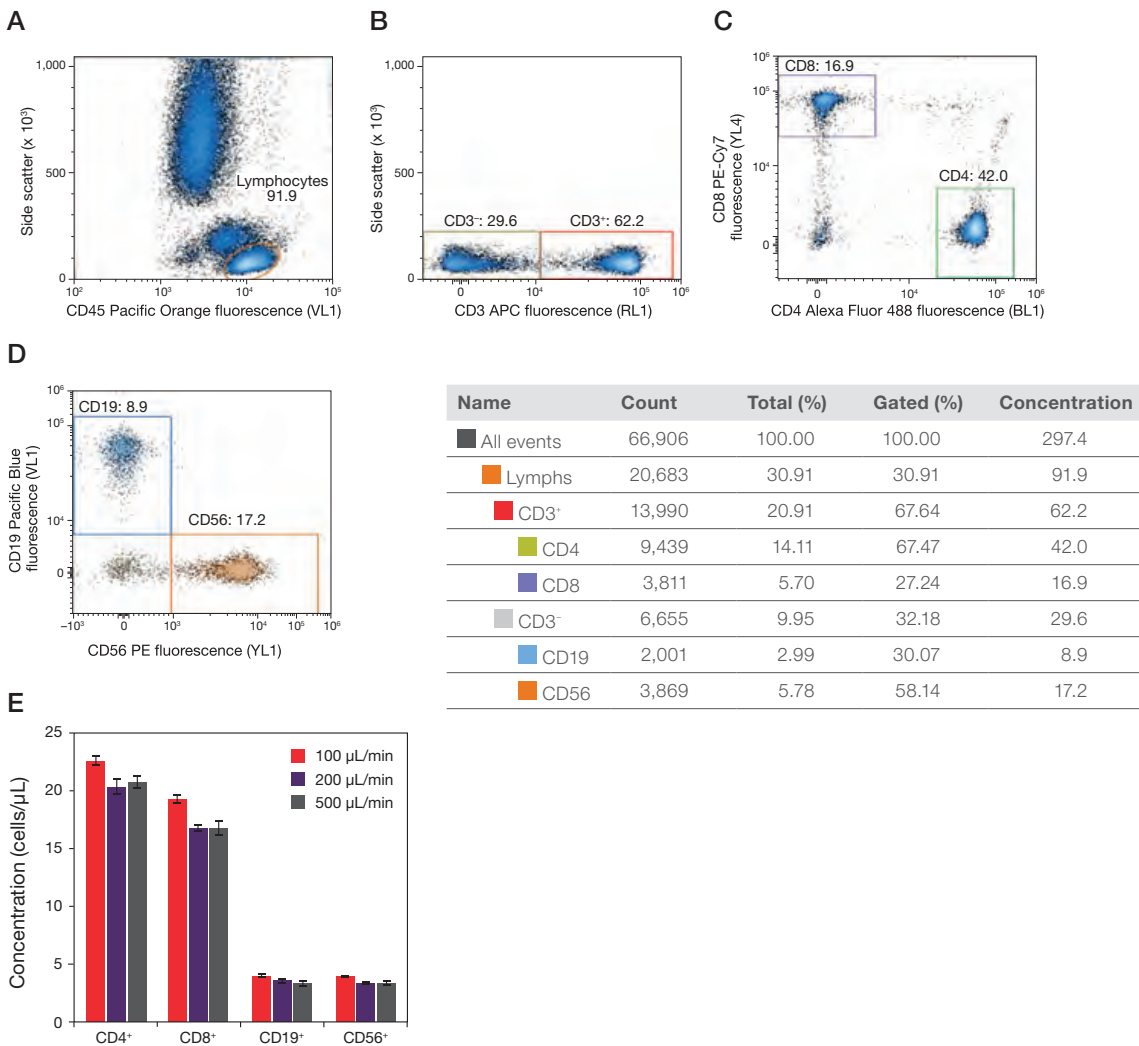 A
1,000
500
0
Side scatter (x 10³)
Lymphocytes
91.9
10² 10³ 10⁴ 10⁵
CD45 Pacific Orange fluorescence (VL1)
B
1,000
500
0
Side scatter (x 10³)
CD3⁻: 29.6
CD3⁺: 62.2
0 10⁴ 10⁵ 10⁶
CD3 APC fluorescence (RL1)
C
10⁶
10⁵
10⁴
0
CD8 PE-Cy7
fluorescence (YL4)
CD8: 16.9
CD4: 42.0
0 10⁴ 10⁵ 10⁶
CD4 Alexa Fluor 488 fluorescence (BL1)
D
10⁶
10⁵
10⁴
0
CD19 Pacific Blue
fluorescence (VL1)
CD19: 8.9
CD56: 17.2
−10³ 0 10³ 10⁴ 10⁵ 10⁶
CD56 PE fluorescence (YL1)
Name Count Total (%) Gated (%) Concentration
All events 66,906 100.00 100.00 297.4
Lymphs 20,683 30.91 30.91 91.9
CD3⁺ 13,990 20.91 67.64 62.2
CD4 9,439 14.11 67.47 42.0
CD8 3,811 5.70 27.24 16.9
CD3⁻ 6,655 9.95 32.18 29.6
CD19 2,001 2.99 30.07 8.9
CD56 3,869 5.78 58.14 17.2
E
25
20
15
10
5
0
Concentration (cells/µL)
100 µL/min
200 µL/min
500 µL/min
CD4⁺ CD8⁺ CD19⁺ CD56⁺